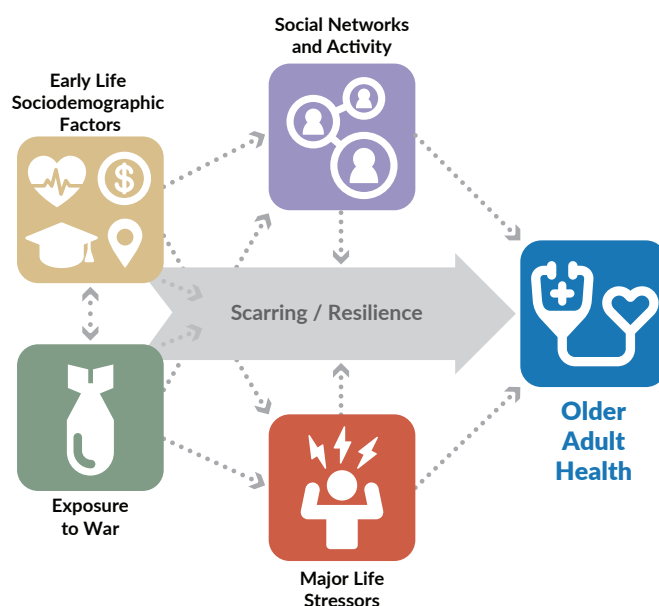 Social Networks
and Activity
Early Life
Sociodemographic
Factors
$
Scarring / Resilience
Older
Adult
Health
Exposure
to War
Major Life
Stressors